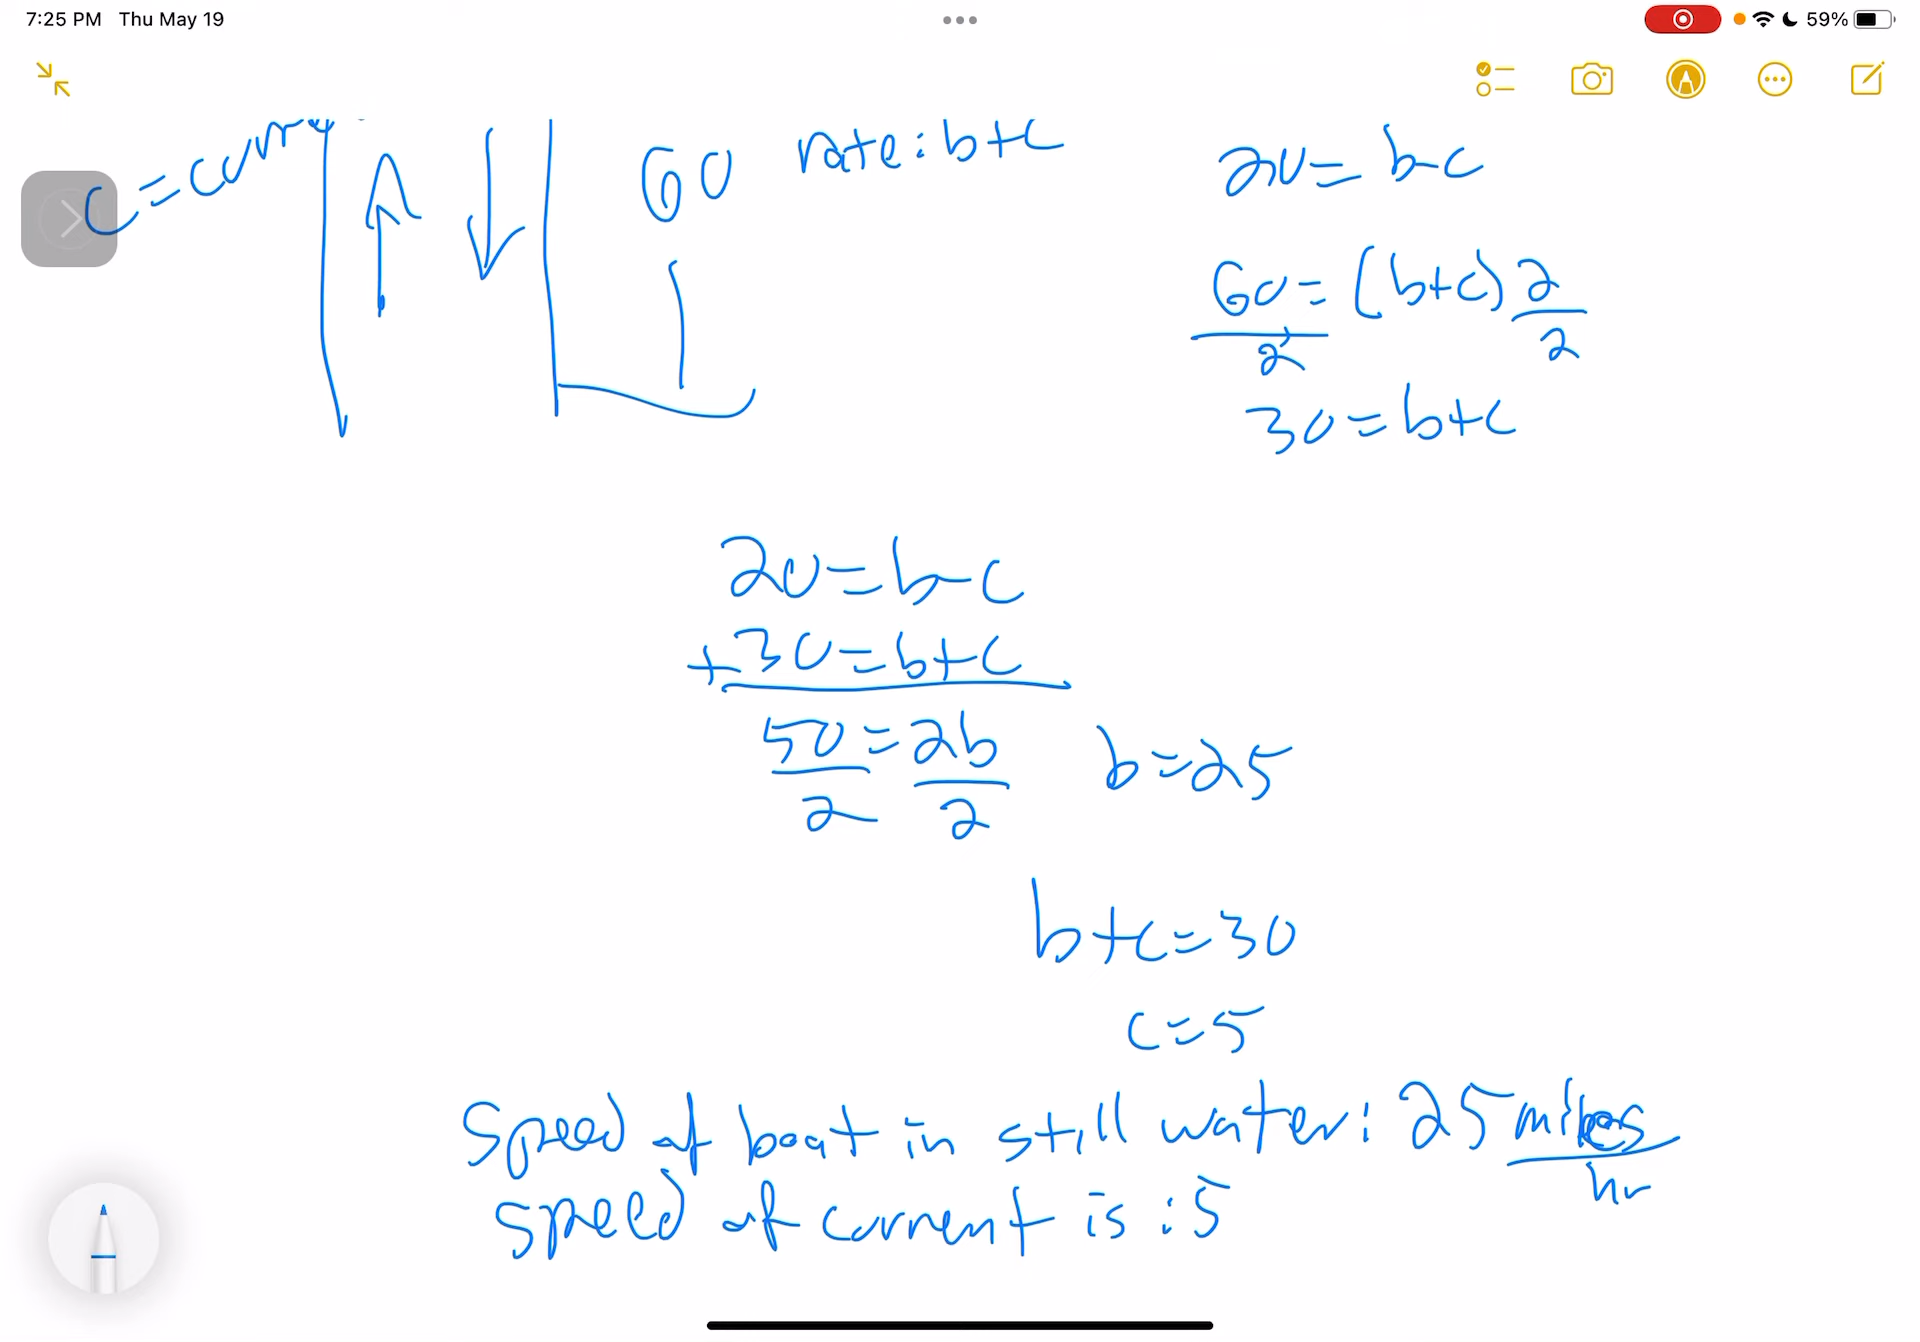 7:25 PM Thu May 19
59%
c = curre
60 rate: b+c
20 = b-c
60 = (b+c) 2
2 2
30 = b+c
20 = b-c
+30 = b+c
50 = 2b
2 2
b = 25
b+c = 30
c = 5
Speed of boat in still water: 25 miles
hr
speed of current is : 5